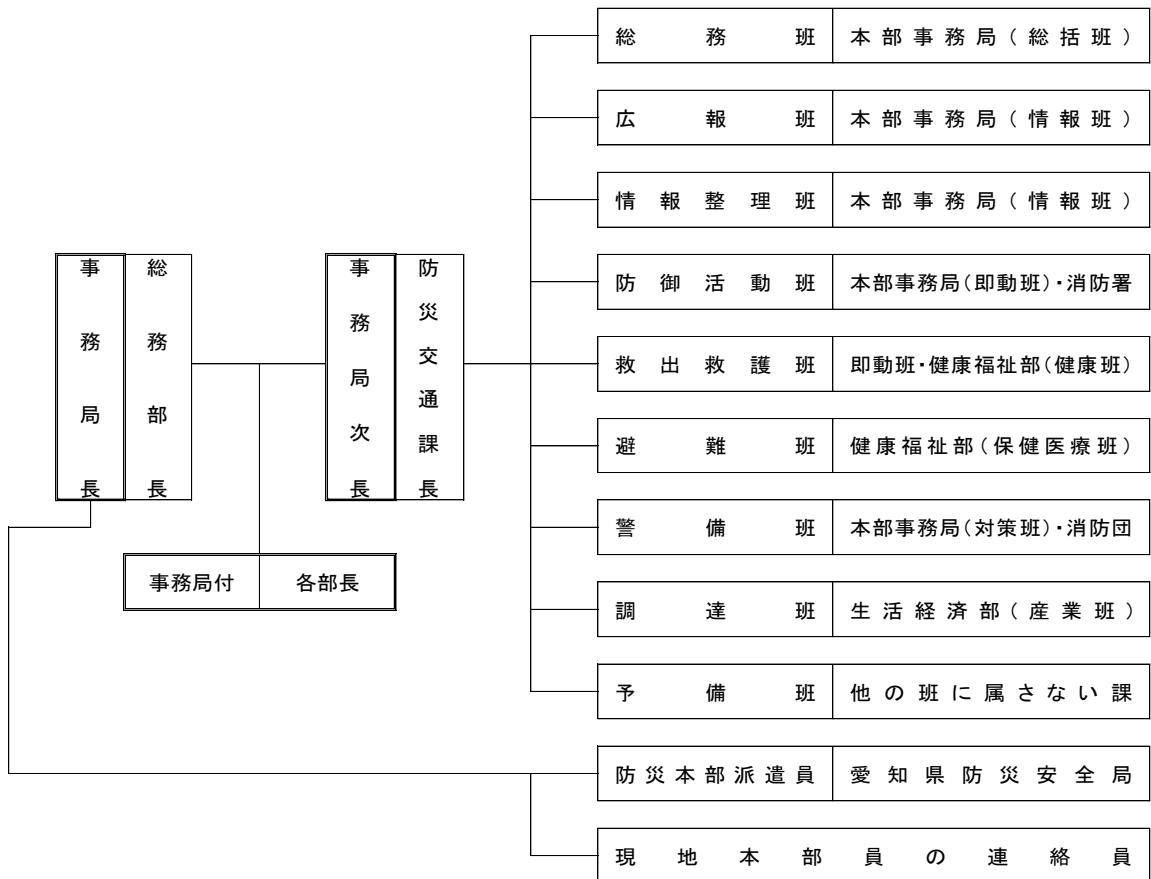 総務班 本部事務局(総括班)
広報班 本部事務局(情報班)
情報整理班 本部事務局(情報班)
事務局長 総務部長
事務局次長 防災交通課長
防御活動班 本部事務局(即動班)・消防署
救出救護班 即動班・健康福祉部(健康班)
避難班 健康福祉部(保健医療班)
警備班 本部事務局(対策班)・消防団
事務局付 各部長
調達班 生活経済部(産業班)
予備班 他の班に属さない課
防災本部派遣員 愛知県防災安全局
現地本部員の連絡員